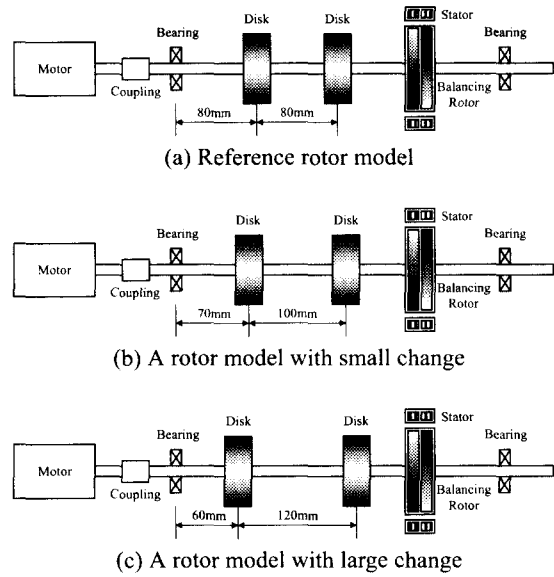 Disk Disk
Bearing Stator Bearing
Motor
Coupling Balancing
Rotor
80mm 80mm
(a) Reference rotor model
Disk Disk
Bearing Stator Bearing
Motor
Coupling Balancing
Rotor
70mm 100mm
(b) A rotor model with small change
Disk Disk
Bearing Stator Bearing
Motor
Coupling Balancing
Rotor
60mm 120mm
(c) A rotor model with large change